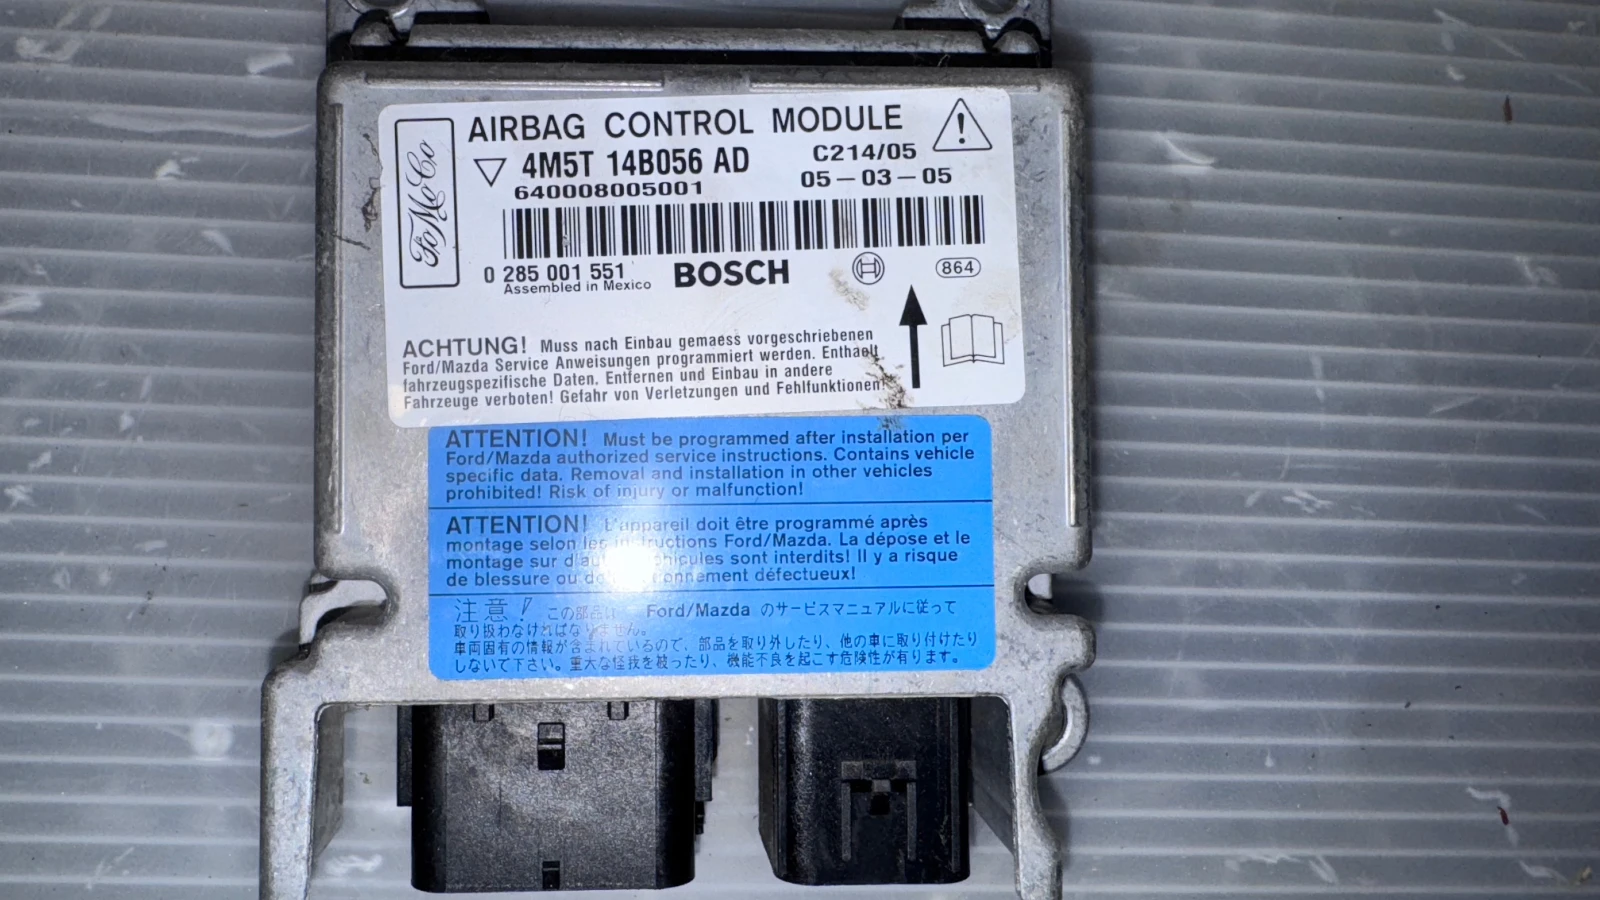 FoMoCo
AIRBAG CONTROL MODULE
4M5T 14B056 AD
C214/05
640008005001
05-03-05
0 285 001 551
Assembled in Mexico
BOSCH
864
ACHTUNG! Muss nach Einbau gemaess vorgeschriebenen
Ford/Mazda Service Anweisungen programmiert werden. Enthaelt
fahrzeugspezifische Daten. Entfernen und Einbau in andere
Fahrzeuge verboten! Gefahr von Verletzungen und Fehlfunktionen!
ATTENTION! Must be programmed after installation per
Ford/Mazda authorized service instructions. Contains vehicle
specific data. Removal and installation in other vehicles
prohibited! Risk of injury or malfunction!
ATTENTION! L'appareil doit être programmé après
montage selon les instructions Ford/Mazda. La dépose et le
montage sur d'autres véhicules sont interdits! Il y a risque
de blessure ou de défectueux!
注意! この部品は Ford/Mazda のサービスマニュアルに従って
取り扱わなければなりません。
車両固有の情報が含まれているので、部品を取り外したり、他の車に取り付けたり
しないで下さい。重大な怪我を被ったり、機能不良を起こす危険性が有ります。